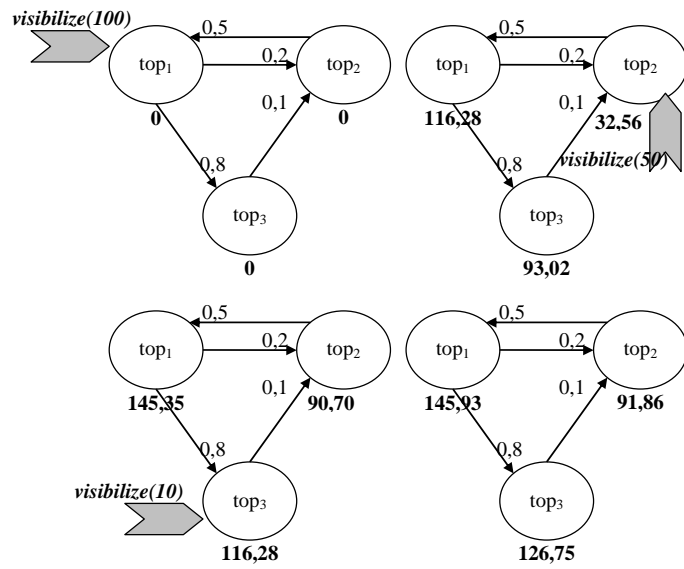 visibilize(100)
0,5
0,2
top1
top2
0
0
0,1
0,8
top3
0
0,5
0,2
top1
top2
116,28
32,56
0,1
visibilize(50)
0,8
top3
93,02
0,5
0,2
top1
top2
145,35
90,70
0,1
0,8
visibilize(10)
top3
116,28
0,5
0,2
top1
top2
145,93
91,86
0,1
0,8
top3
126,75